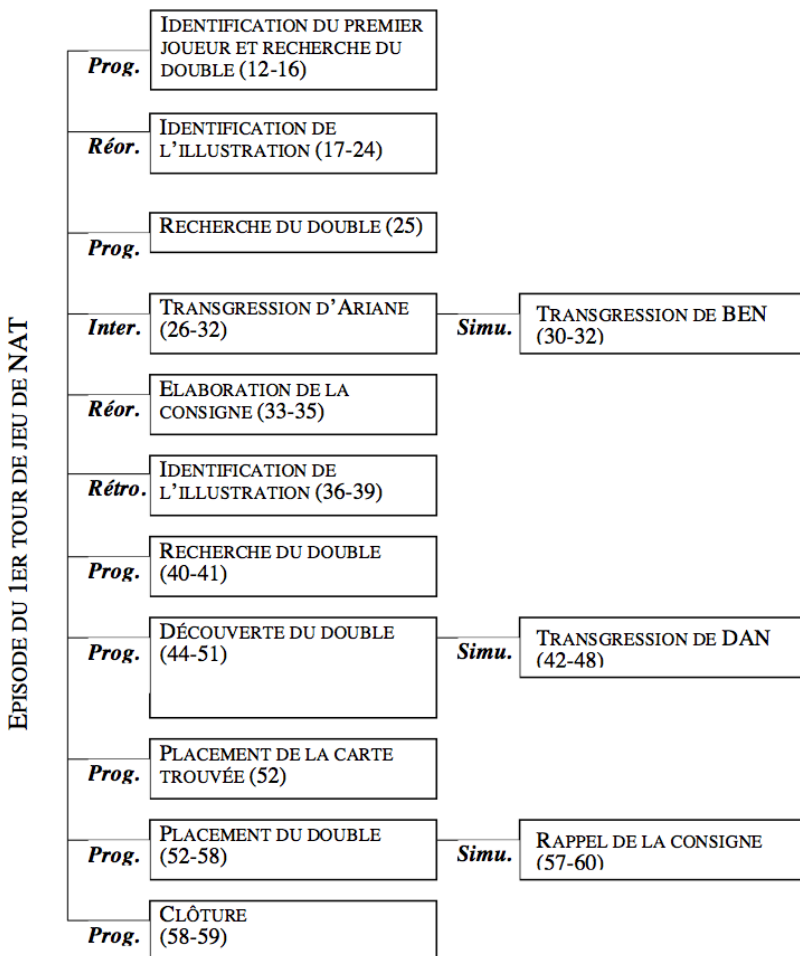 EPISODE DU 1ER TOUR DE JEU DE NAT
Prog.
IDENTIFICATION DU PREMIER
JOUEUR ET RECHERCHE DU
DOUBLE (12-16)
Réor.
IDENTIFICATION DE
L’ILLUSTRATION (17-24)
Prog.
RECHERCHE DU DOUBLE (25)
Inter.
TRANSGRESSION D’ARIANE
(26-32)
Simu.
TRANSGRESSION DE BEN
(30-32)
Réor.
ELABORATION DE LA
CONSIGNE (33-35)
Rétro.
IDENTIFICATION DE
L’ILLUSTRATION (36-39)
Prog.
RECHERCHE DU DOUBLE
(40-41)
Prog.
DÉCOUVERTE DU DOUBLE
(44-51)
Simu.
TRANSGRESSION DE DAN
(42-48)
Prog.
PLACEMENT DE LA CARTE
TROUVÉE (52)
Prog.
PLACEMENT DU DOUBLE
(52-58)
Simu.
RAPPEL DE LA CONSIGNE
(57-60)
Prog.
CLÔTURE
(58-59)